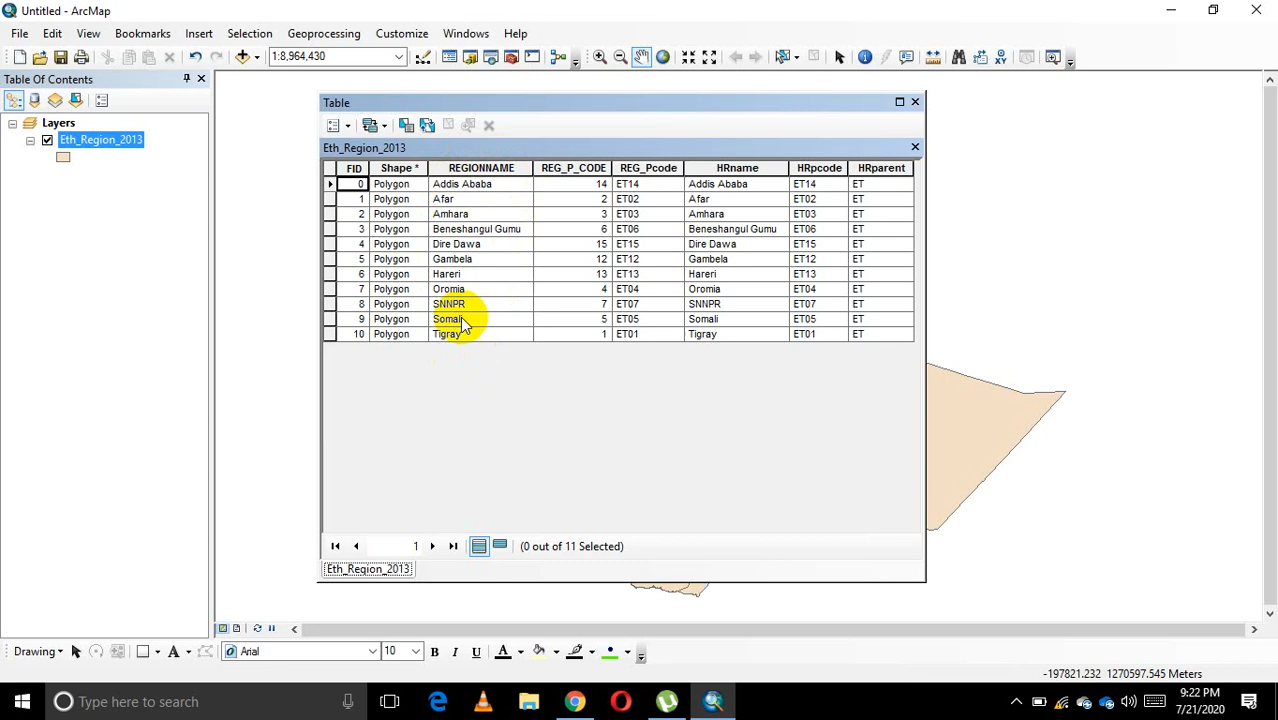 Untitled - ArcMap
File Edit View Bookmarks Insert Selection Geoprocessing Customize Windows Help
1:8,964,430
Table Of Contents
Layers
Eth_Region_2013
Table
Eth_Region_2013
FID Shape * REGIONNAME REG_P_CODE REG_Pcode HRname HRpcode HRparent
0 Polygon Addis Ababa 14 ET14 Addis Ababa ET14 ET
1 Polygon Afar 2 ET02 Afar ET02 ET
2 Polygon Amhara 3 ET03 Amhara ET03 ET
3 Polygon Beneshangul Gumu 6 ET06 Beneshangul Gumu ET06 ET
4 Polygon Dire Dawa 15 ET15 Dire Dawa ET15 ET
5 Polygon Gambela 12 ET12 Gambela ET12 ET
6 Polygon Hareri 13 ET13 Hareri ET13 ET
7 Polygon Oromia 4 ET04 Oromia ET04 ET
8 Polygon SNNPR 7 ET07 SNNPR ET07 ET
9 Polygon Somali 5 ET05 Somali ET05 ET
10 Polygon Tigray 1 ET01 Tigray ET01 ET
1 (0 out of 11 Selected)
Eth_Region_2013
Drawing A Arial 10 B I U A
-197821.232 1270597.545 Meters
Type here to search
9:22 PM
7/21/2020